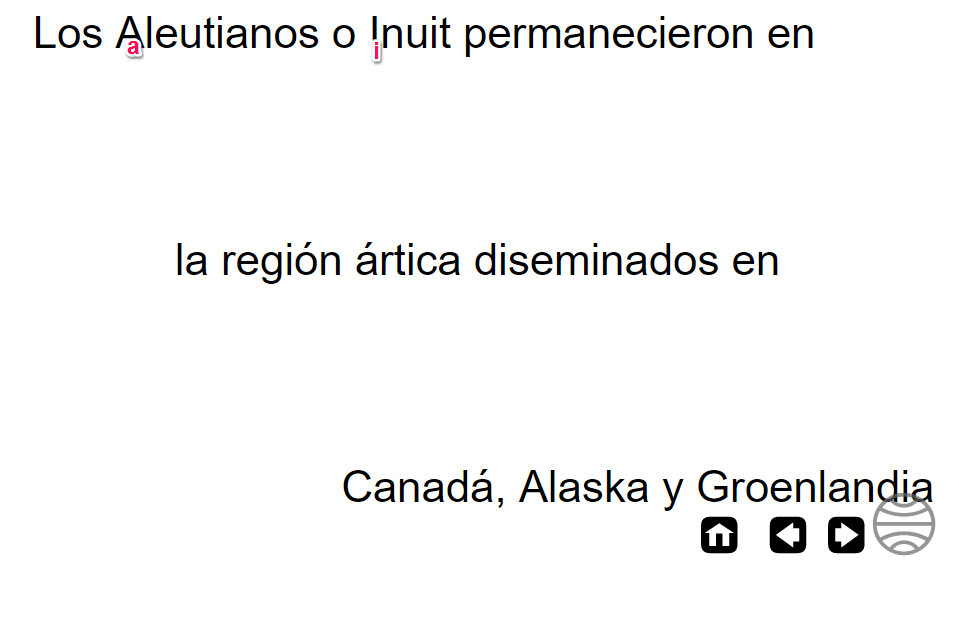 Los Aleutianos o Inuit permanecieron en
a i
la región ártica diseminados en
Canadá, Alaska y Groenlandia